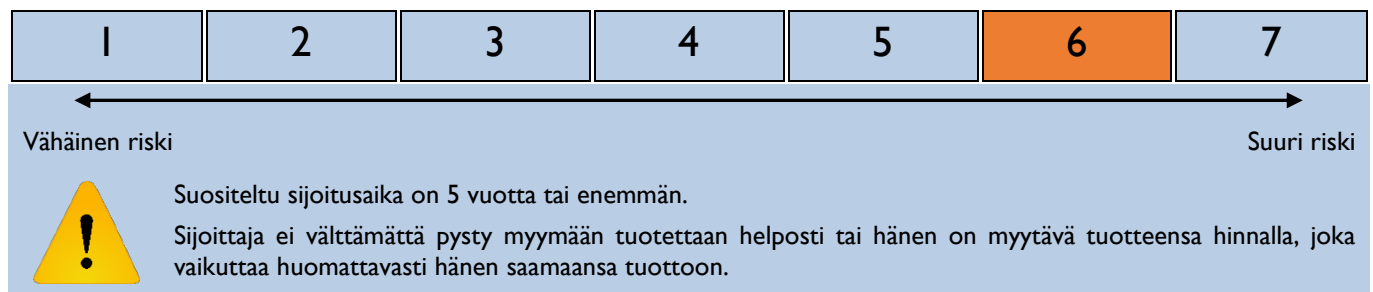 1 2 3 4 5 6 7
Vähäinen riski Suuri riski
Suositeltu sijoitusaika on 5 vuotta tai enemmän.
Sijoittaja ei välttämättä pysty myymään tuotettaan helposti tai hänen on myytävä tuotteensa hinnalla, joka
vaikuttaa huomattavasti hänen saamaansa tuottoon.